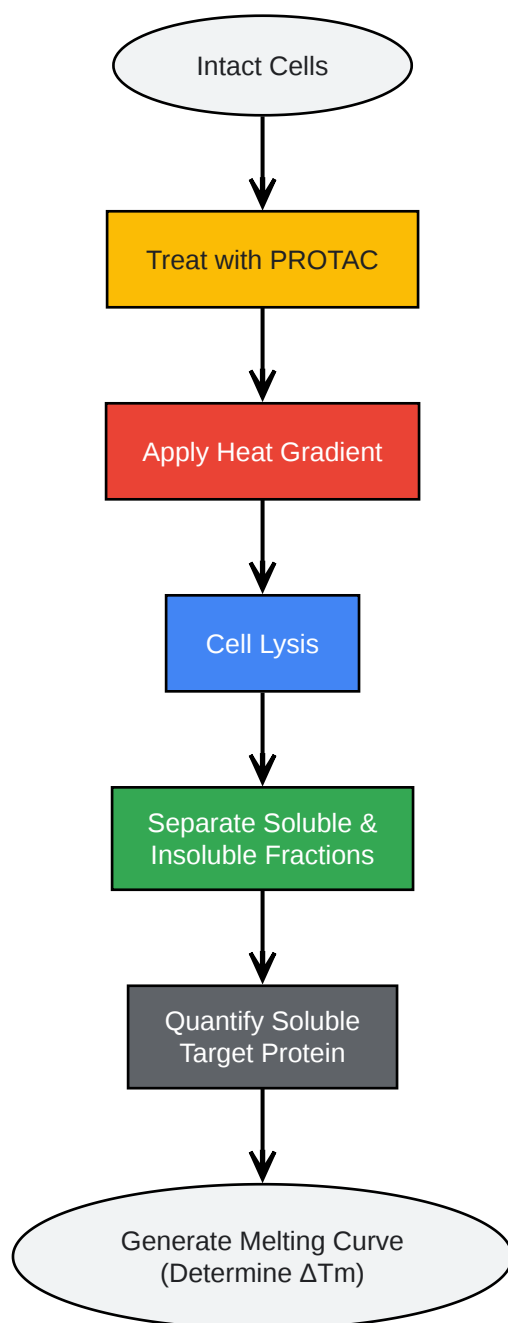 Intact Cells
Treat with PROTAC
Apply Heat Gradient
Cell Lysis
Separate Soluble &
Insoluble Fractions
Quantify Soluble
Target Protein
Generate Melting Curve
(Determine ΔTm)